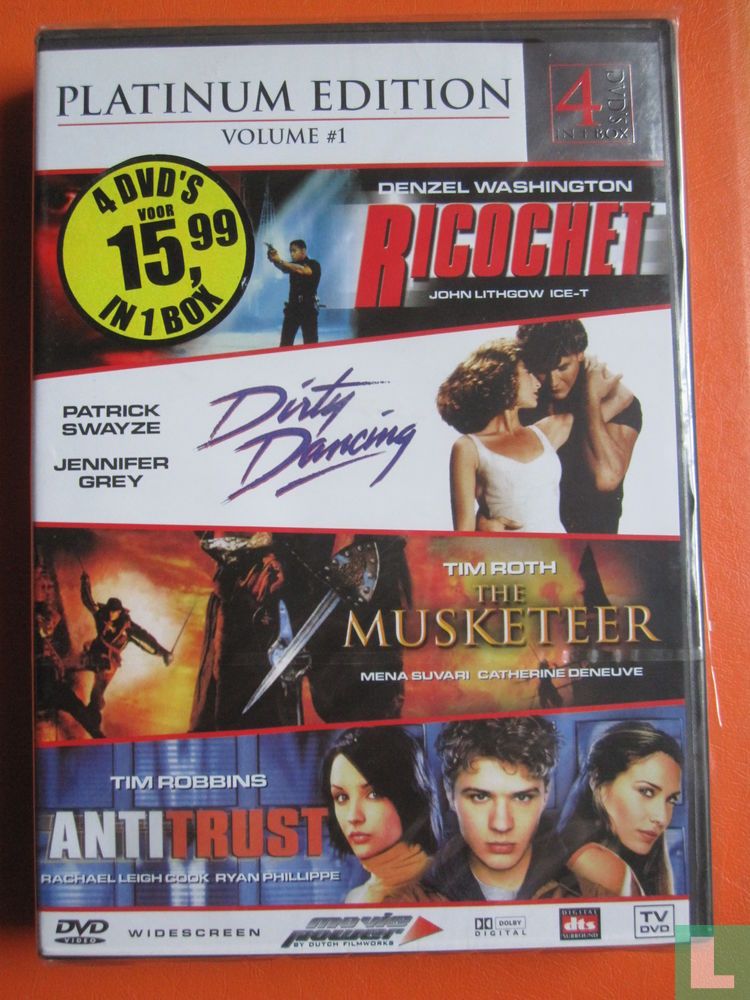 PLATINUM EDITION
VOLUME #1
4
DVD'S
IN 1 BOX
4 DVD'S
VOOR
15,99
IN 1 BOX
DENZEL WASHINGTON
RICOCHET
JOHN LITHGOW ICE-T
PATRICK
SWAYZE
JENNIFER
GREY
Dirty
Dancing
TIM ROTH
THE
MUSKETEER
MENA SUVARI CATHERINE DENEUVE
TIM ROBBINS
ANTITRUST
RACHAEL LEIGH COOK RYAN PHILLIPPE
DVD
VIDEO
WIDESCREEN
movie
power
BY DUTCH FILMWORKS
DOLBY
DIGITAL
DIGITAL
dts
SURROUND
TV
DVD
L